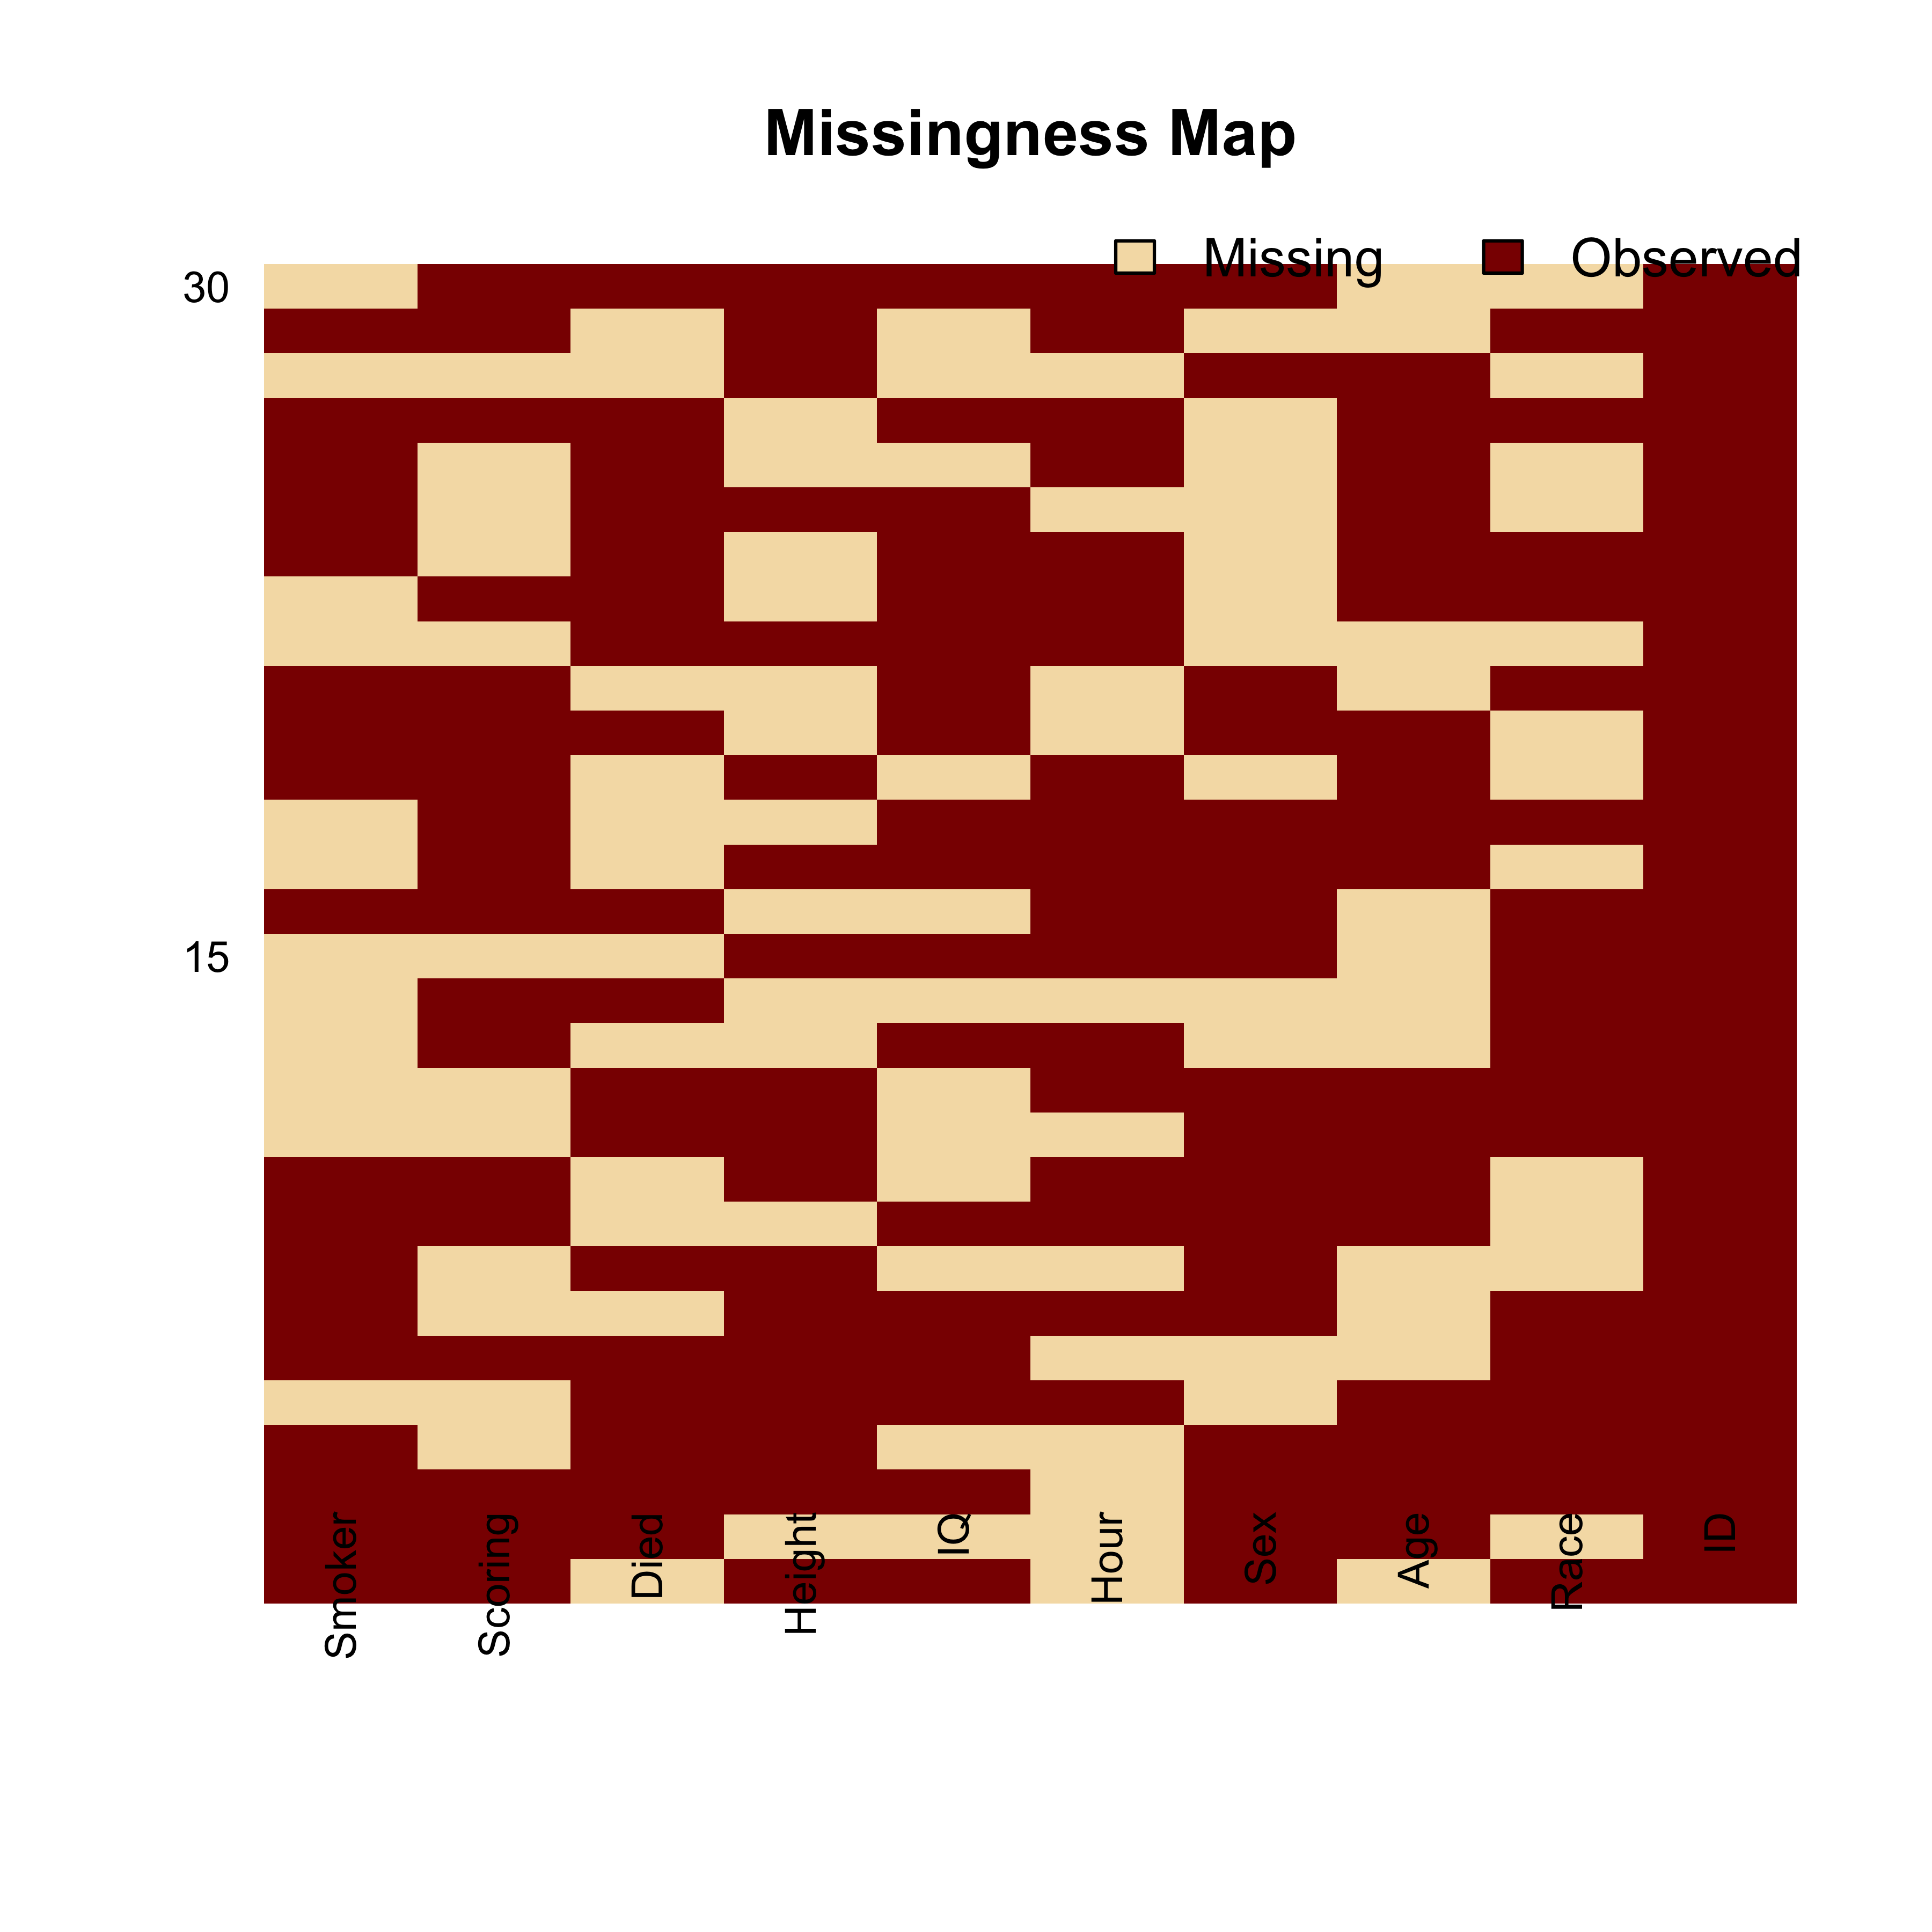 Missingness Map
Missing Observed
30
15
Smoker
Scoring
Died
Height
IQ
Hour
Sex
Age
Race
ID